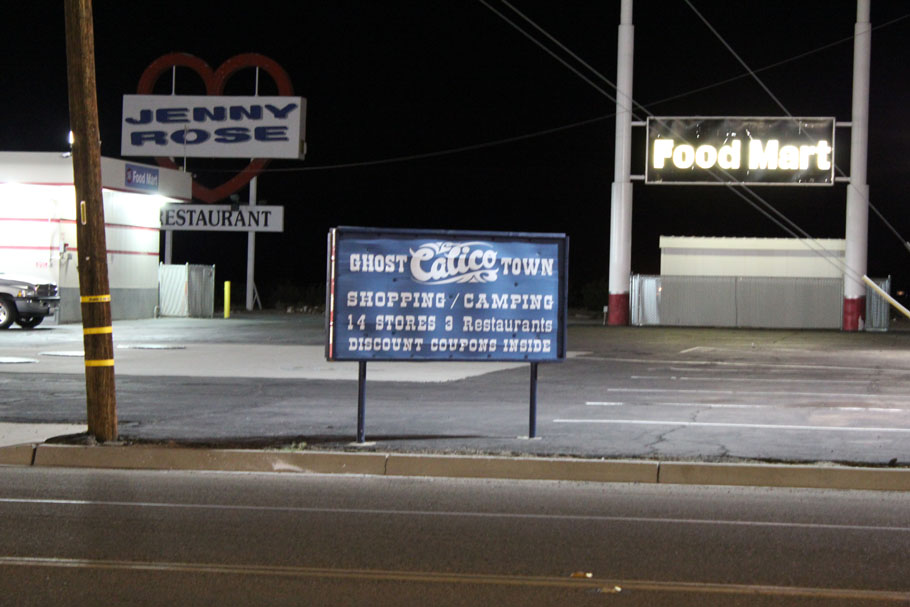 JENNY
ROSE
Food Mart
RESTAURANT
Food Mart
GHOST Calico TOWN
SHOPPING / CAMPING
14 STORES 3 Restaurants
DISCOUNT COUPONS INSIDE